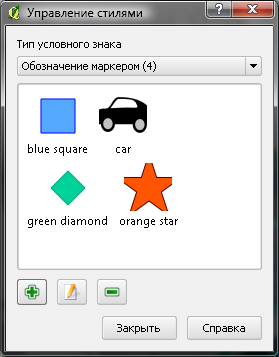 Управление стилями
Тип условного знака
Обозначение маркером (4)
blue square car
green diamond orange star
Закрыть Справка